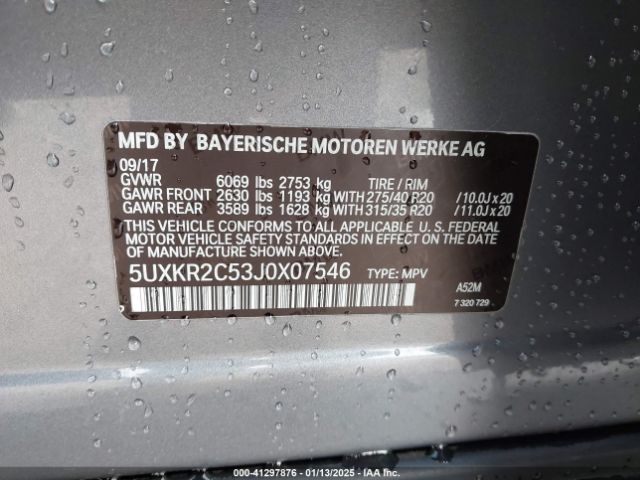 MFD BY BAYERISCHE MOTOREN WERKE AG
09/17
GVWR 6069 lbs 2753 kg TIRE / RIM
GAWR FRONT 2630 lbs 1193 kg WITH 275/40 R20 /10.0J x 20
GAWR REAR 3589 lbs 1628 kg WITH 315/35 R20 /11.0J x 20
THIS VEHICLE CONFORMS TO ALL APPLICABLE U. S. FEDERAL
MOTOR VEHICLE SAFETY STANDARDS IN EFFECT ON THE
DATE OF MANUFACTURE SHOWN ABOVE.
5UXKR2C53J0X07546 TYPE: MPV
A52M
7 320 729
Stock #: 41297876 - 01/13/2025 - IAA Inc.